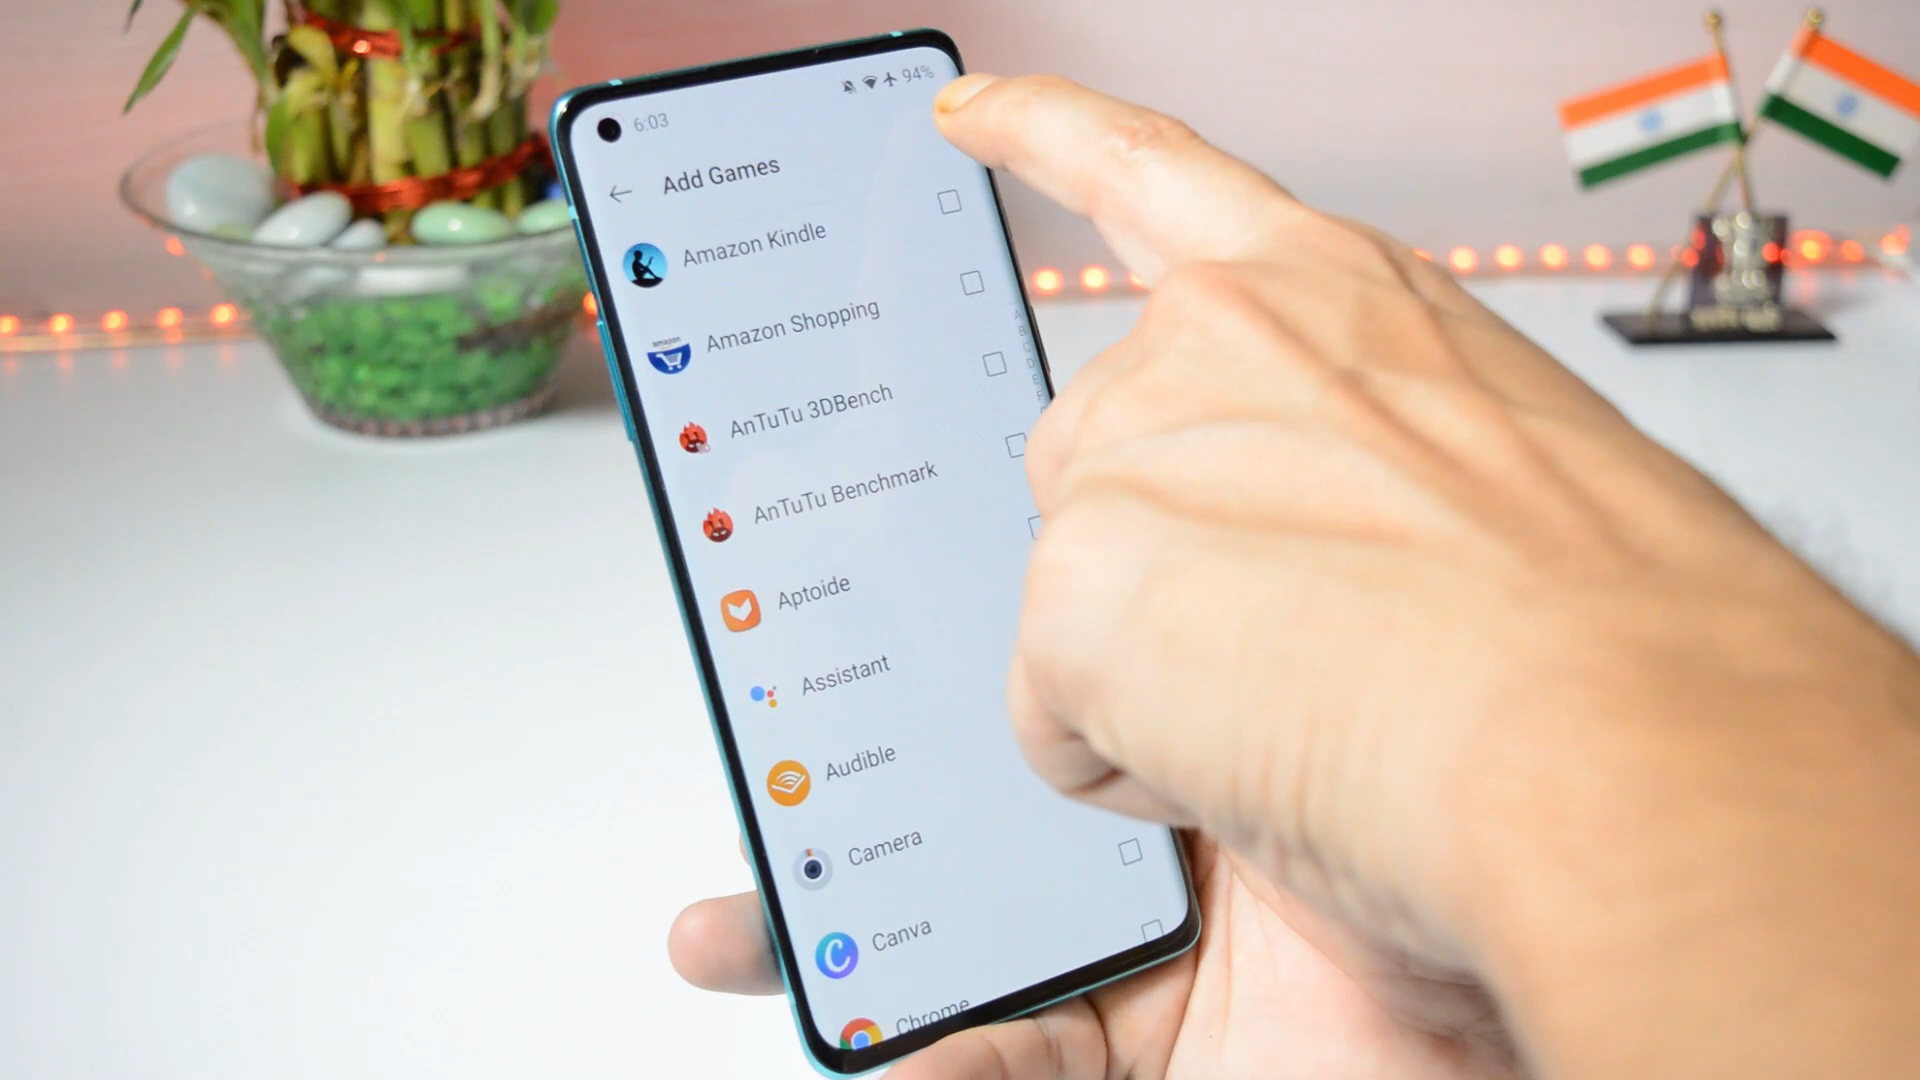 94%
6:03
Add Games
Amazon Kindle
amazon
Amazon Shopping
AnTuTu 3DBench
AnTuTu Benchmark
Aptoide
Assistant
Audible
Camera
Canva
Chrome